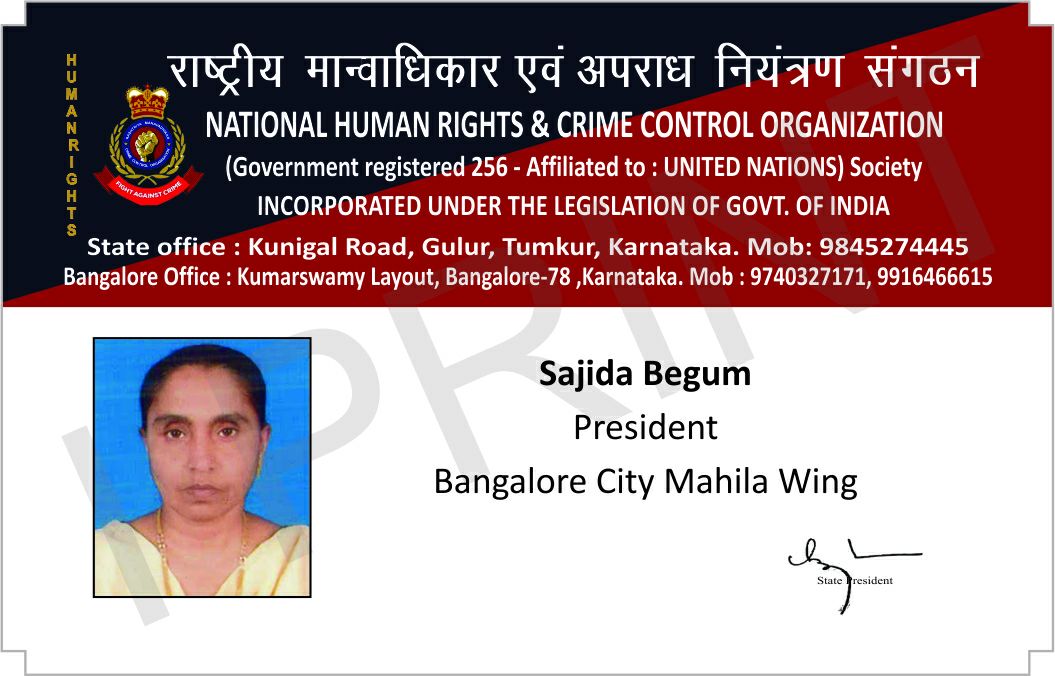 राष्ट्रीय मान्वाधिकार एवं अपराध नियंत्रण संगठन
HUMANRIGHTS
NATIONAL HUMAN RIGHTS & CRIME CONTROL ORGANIZATION
(Government registered 256 - Affiliated to : UNITED NATIONS) Society
INCORPORATED UNDER THE LEGISLATION OF GOVT. OF INDIA
FIGHT AGAINST CRIME
State office : Kunigal Road, Gulur, Tumkur, Karnataka. Mob: 9845274445
Bangalore Office : Kumarswamy Layout, Bangalore-78 ,Karnataka. Mob : 9740327171, 9916466615
Sajida Begum
President
Bangalore City Mahila Wing
State President
I PRINT